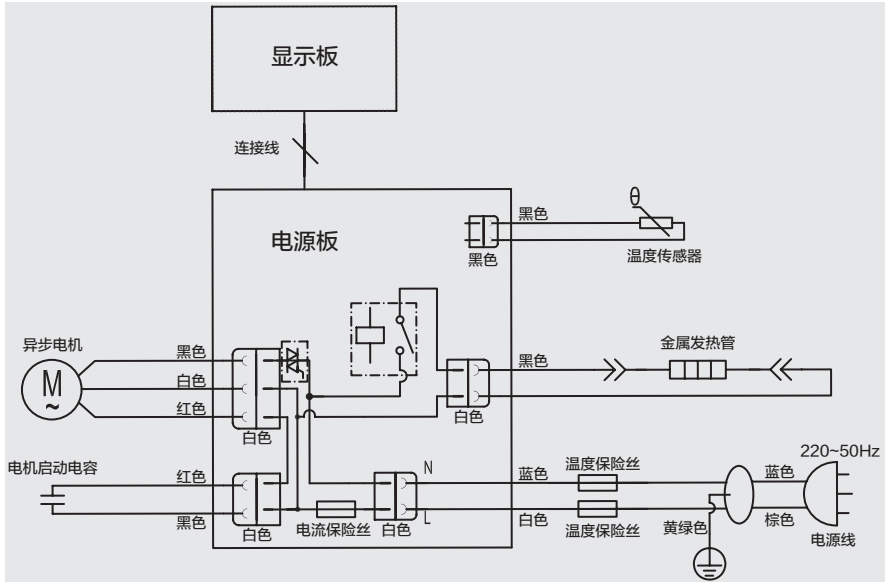 显示板
连接线
电源板
θ
黑色
温度传感器
黑色
异步电机
M
~
黑色
白色
红色
白色
金属发热管
黑色
白色
电机启动电容
红色
黑色
白色
电流保险丝
白色
N
L
蓝色
温度保险丝
白色
温度保险丝
220~50Hz
蓝色
棕色
黄绿色
电源线